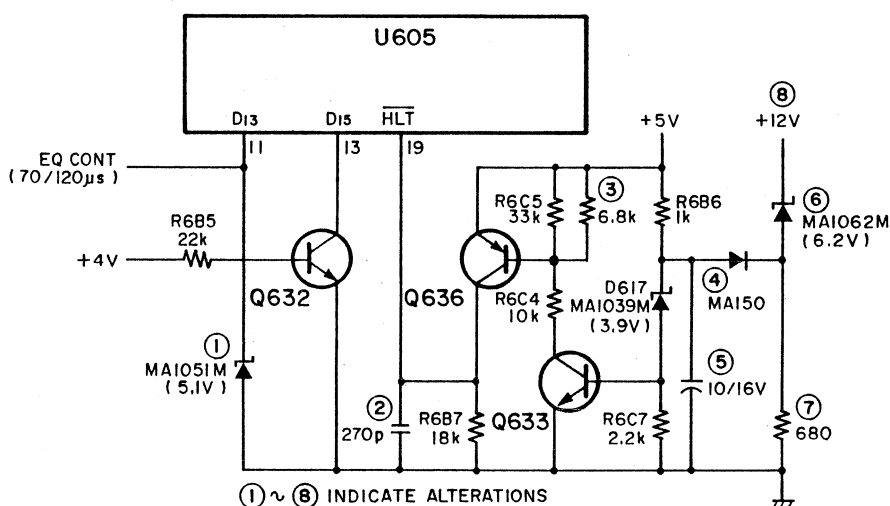 U605
D13 D15 HLT
11 13 19
EQ CONT
(70/120μs)
+5V
⑧
+12V
R6B5
22k
+4V
Q632
Q636
R6C5
33k
③
6.8k
R6B6
1k
⑥
MA1062M
(6.2V)
R6C4
10k
D617
MA1039M
(3.9V)
④
MA150
①
MA1051M
(5.1V)
②
270p
R6B7
18k
Q633
R6C7
2.2k
⑤
10/16V
⑦
680
①~⑧ INDICATE ALTERATIONS